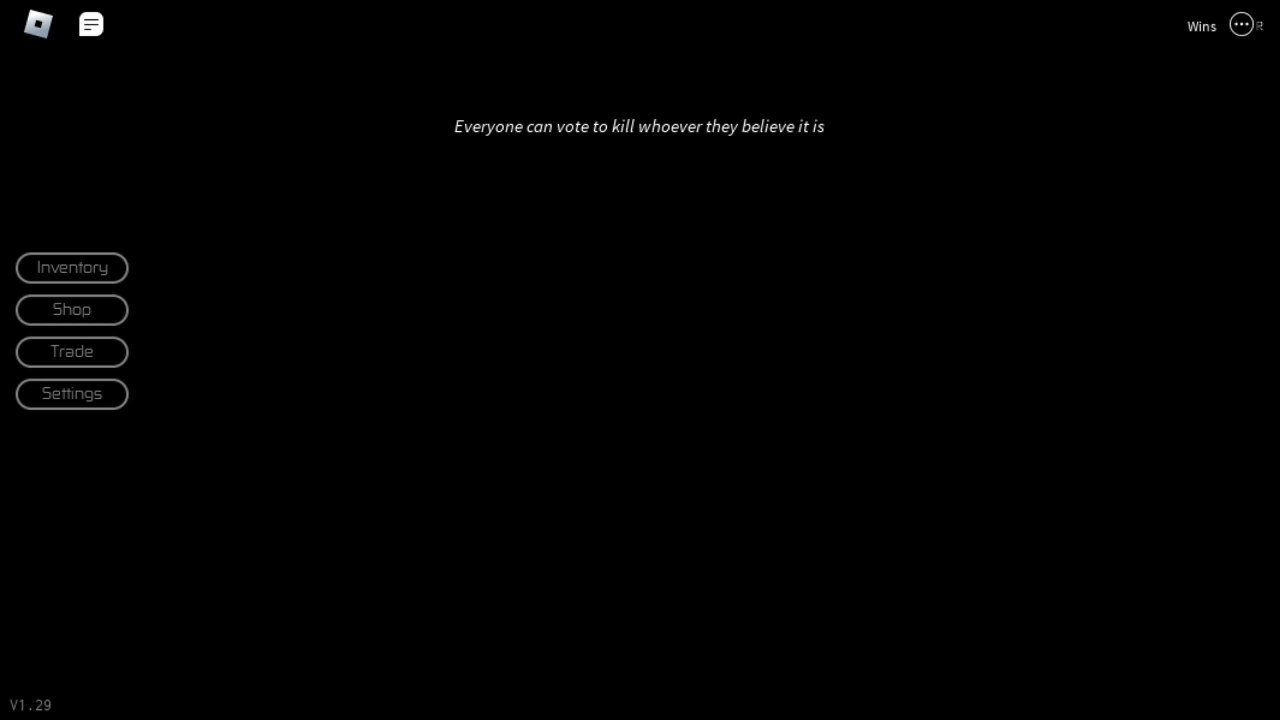 Wins
Everyone can vote to kill whoever they believe it is
Inventory
Shop
Trade
Settings
V1.29